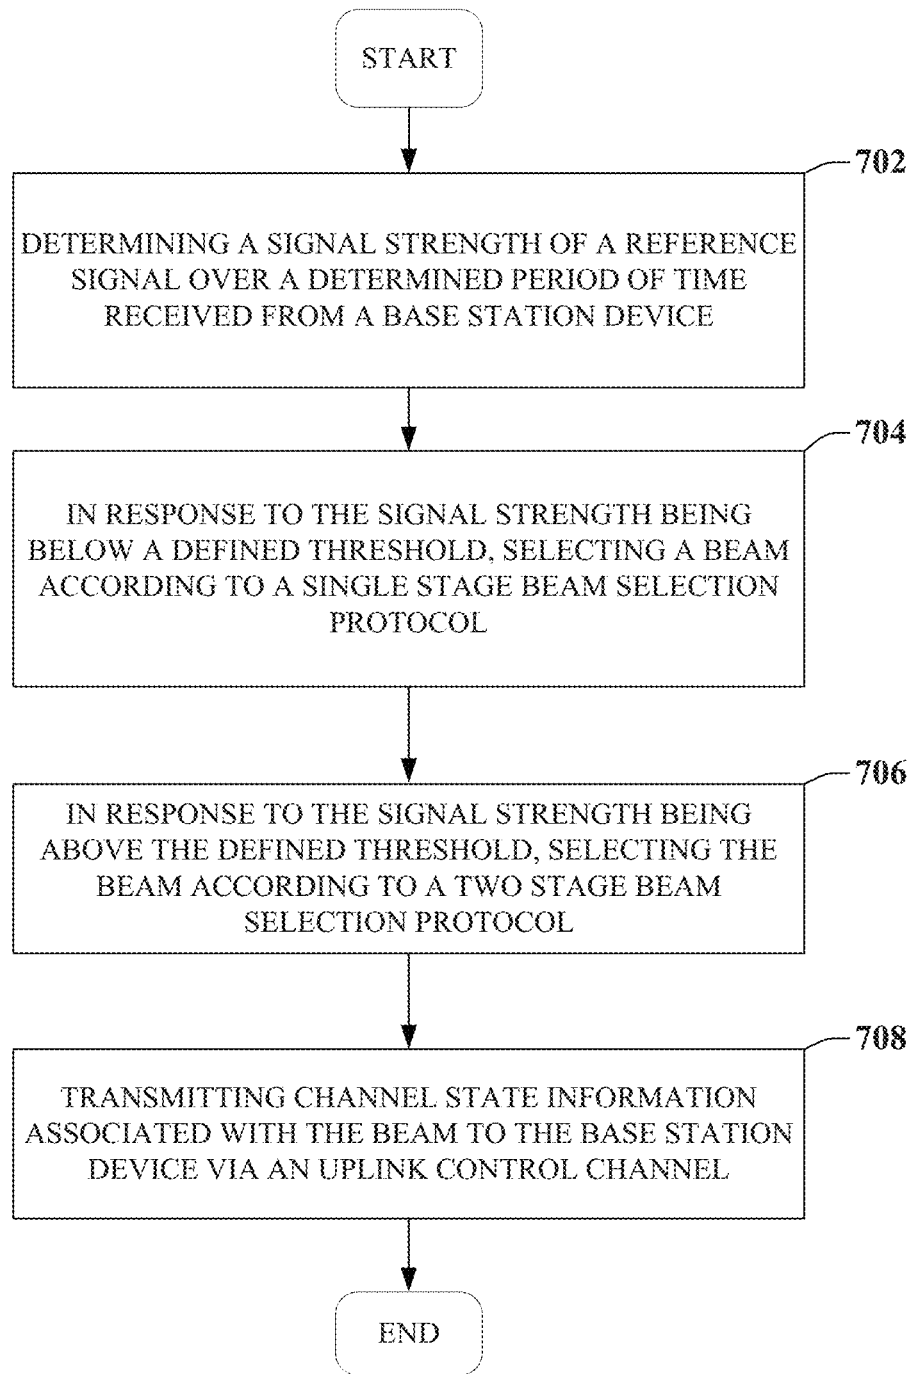 START
702
DETERMINING A SIGNAL STRENGTH OF A REFERENCE
SIGNAL OVER A DETERMINED PERIOD OF TIME
RECEIVED FROM A BASE STATION DEVICE
704
IN RESPONSE TO THE SIGNAL STRENGTH BEING
BELOW A DEFINED THRESHOLD, SELECTING A BEAM
ACCORDING TO A SINGLE STAGE BEAM SELECTION
PROTOCOL
706
IN RESPONSE TO THE SIGNAL STRENGTH BEING
ABOVE THE DEFINED THRESHOLD, SELECTING THE
BEAM ACCORDING TO A TWO STAGE BEAM
SELECTION PROTOCOL
708
TRANSMITTING CHANNEL STATE INFORMATION
ASSOCIATED WITH THE BEAM TO THE BASE STATION
DEVICE VIA AN UPLINK CONTROL CHANNEL
END